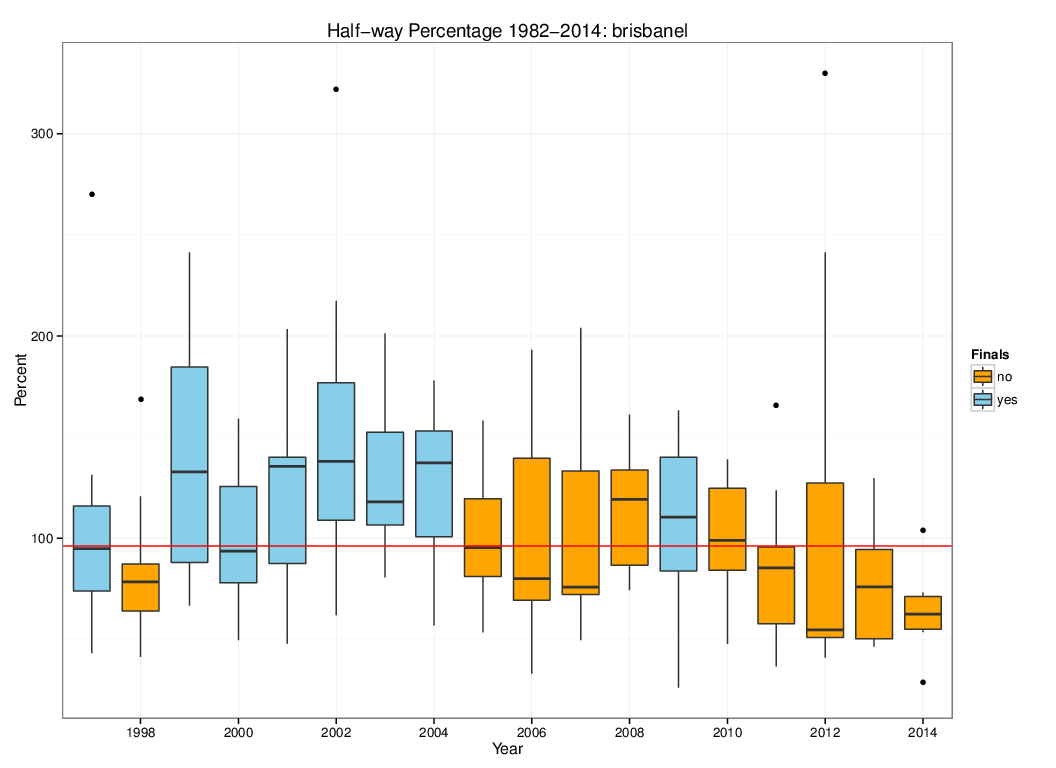 Half−way Percentage 1982−2014: brisbanel
300
200
100
Percent
1998 2000 2002 2004 2006 2008 2010 2012 2014
Year
Finals
no
yes